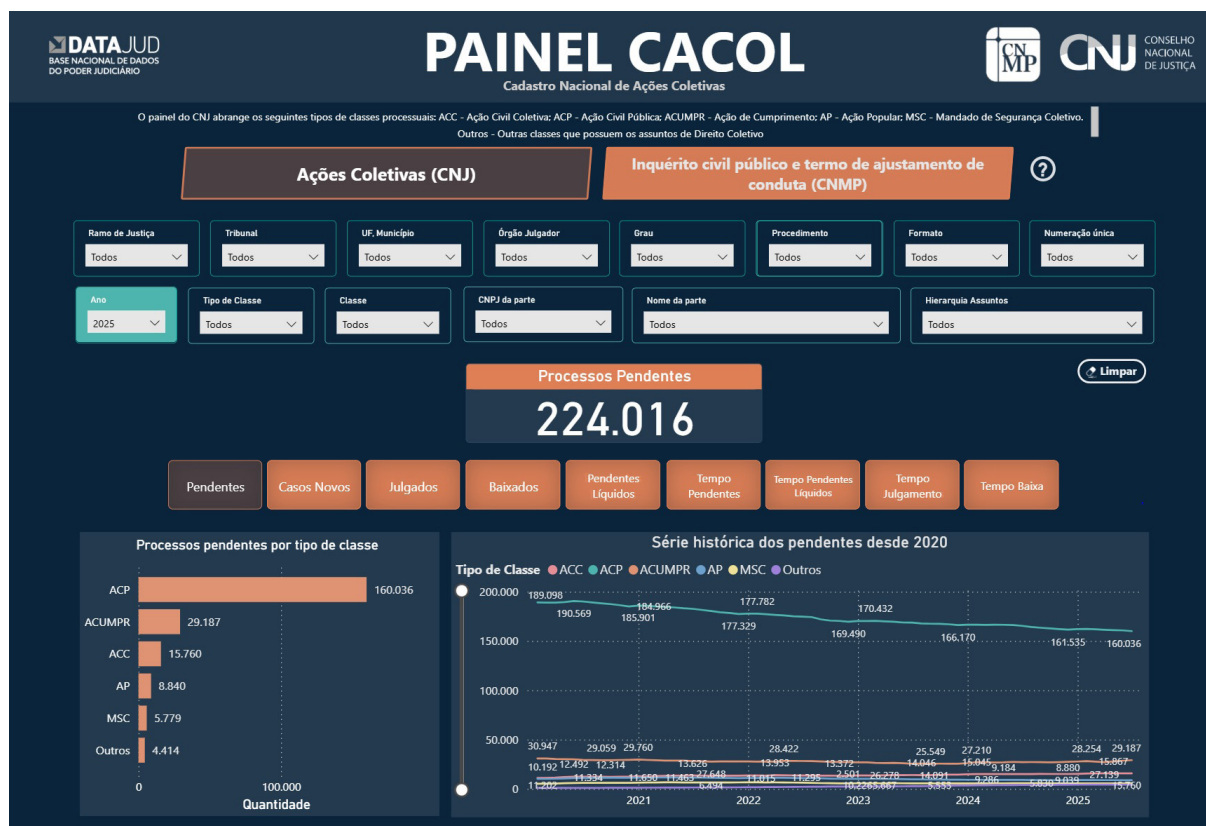 DATAJUD
BASE NACIONAL DE DADOS
DO PODER JUDICIÁRIO
PAINEL CACOL
Cadastro Nacional de Ações Coletivas
CN
MP
CNJ
CONSELHO
NACIONAL
DE JUSTIÇA
O painel do CNJ abrange os seguintes tipos de classes processuais: ACC - Ação Civil Coletiva; ACP - Ação Civil Pública; ACUMPR - Ação de Cumprimento; AP - Ação Popular; MSC - Mandado de Segurança Coletivo.
Outros - Outras classes que possuem os assuntos de Direito Coletivo
Ações Coletivas (CNJ)
Inquérito civil público e termo de ajustamento de
conduta (CNMP)
?
Ramo de Justiça Tribunal UF, Município Órgão Julgador Grau Procedimento Formato Numeração única
Todos Todos Todos Todos Todos Todos Todos Todos
Ano Tipo de Classe Classe CNPJ da parte Nome da parte Hierarquia Assuntos
2025 Todos Todos Todos Todos Todos
Processos Pendentes
224.016
Limpar
Pendentes
Casos Novos
Julgados
Baixados
Pendentes
Líquidos
Tempo
Pendentes
Tempo Pendentes
Líquidos
Tempo
Julgamento
Tempo Baixa
Processos pendentes por tipo de classe
ACP 160.036
ACUMPR 29.187
ACC 15.760
AP 8.840
MSC 5.779
Outros 4.414
0 100.000
Quantidade
Série histórica dos pendentes desde 2020
Tipo de Classe ACC ACP ACUMPR AP MSC Outros
200.000 189.098 184.966 177.782 170.432
190.569 185.901 177.329 169.490 166.170 161.535 160.036
150.000
100.000
50.000 30.947 29.059 29.760 28.422 25.549 27.210 28.254 29.187
10.192 12.492 12.314 13.626 13.953 13.372 14.046 15.045 9.184 8.880 15.867
11.334 11.650 11.463 27.648 11.015 11.295 2.501 26.278 14.091 9.286 9.039 27.139
0 11.202 6.494 10.226 5.667 5.555 5.830 15.760
2021 2022 2023 2024 2025